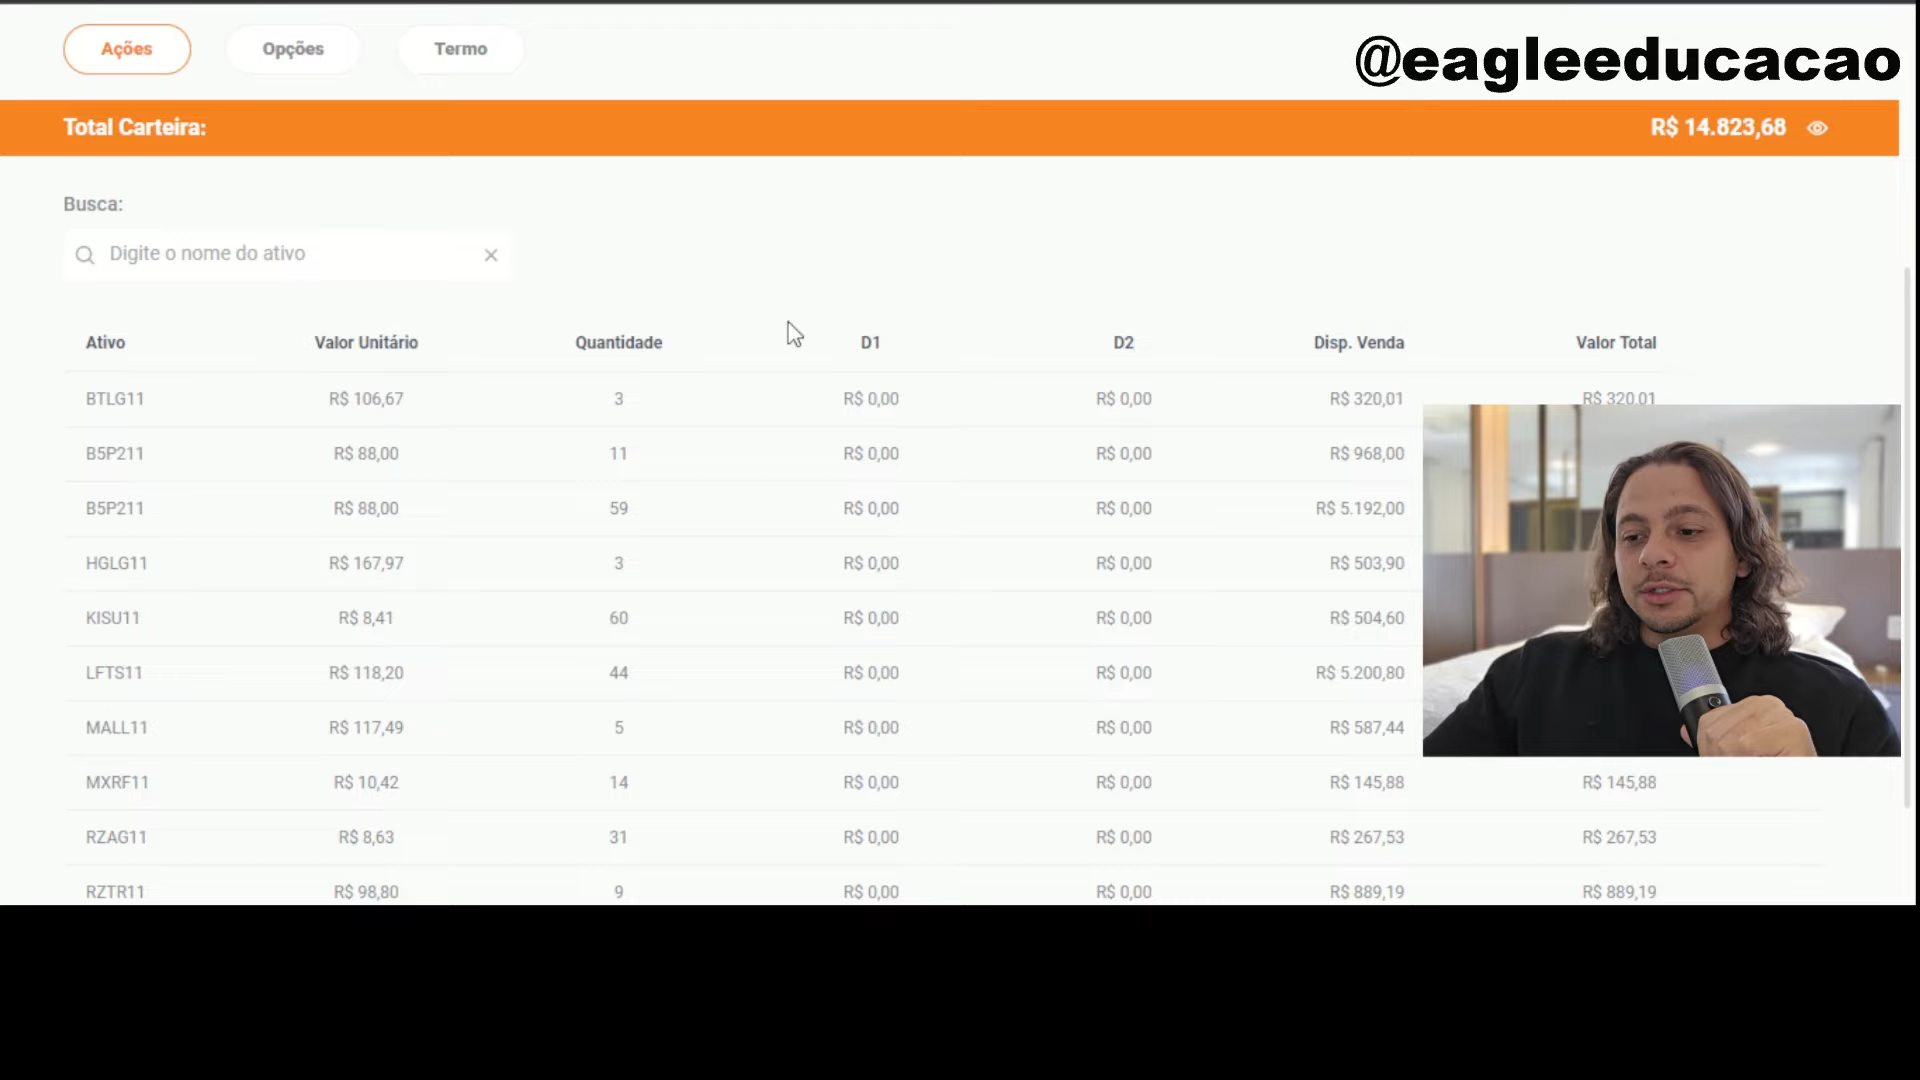 Ações Opções Termo
@eagleeducacao
Total Carteira: R$ 14.823,68
Busca:
Digite o nome do ativo
Ativo Valor Unitário Quantidade D1 D2 Disp. Venda Valor Total
BTLG11 R$ 106,67 3 R$ 0,00 R$ 0,00 R$ 320,01 R$ 320,01
B5P211 R$ 88,00 11 R$ 0,00 R$ 0,00 R$ 968,00
B5P211 R$ 88,00 59 R$ 0,00 R$ 0,00 R$ 5.192,00
HGLG11 R$ 167,97 3 R$ 0,00 R$ 0,00 R$ 503,90
KISU11 R$ 8,41 60 R$ 0,00 R$ 0,00 R$ 504,60
LFTS11 R$ 118,20 44 R$ 0,00 R$ 0,00 R$ 5.200,80
MALL11 R$ 117,49 5 R$ 0,00 R$ 0,00 R$ 587,44
MXRF11 R$ 10,42 14 R$ 0,00 R$ 0,00 R$ 145,88 R$ 145,88
RZAG11 R$ 8,63 31 R$ 0,00 R$ 0,00 R$ 267,53 R$ 267,53
RZTR11 R$ 98,80 9 R$ 0,00 R$ 0,00 R$ 889,19 R$ 889,19